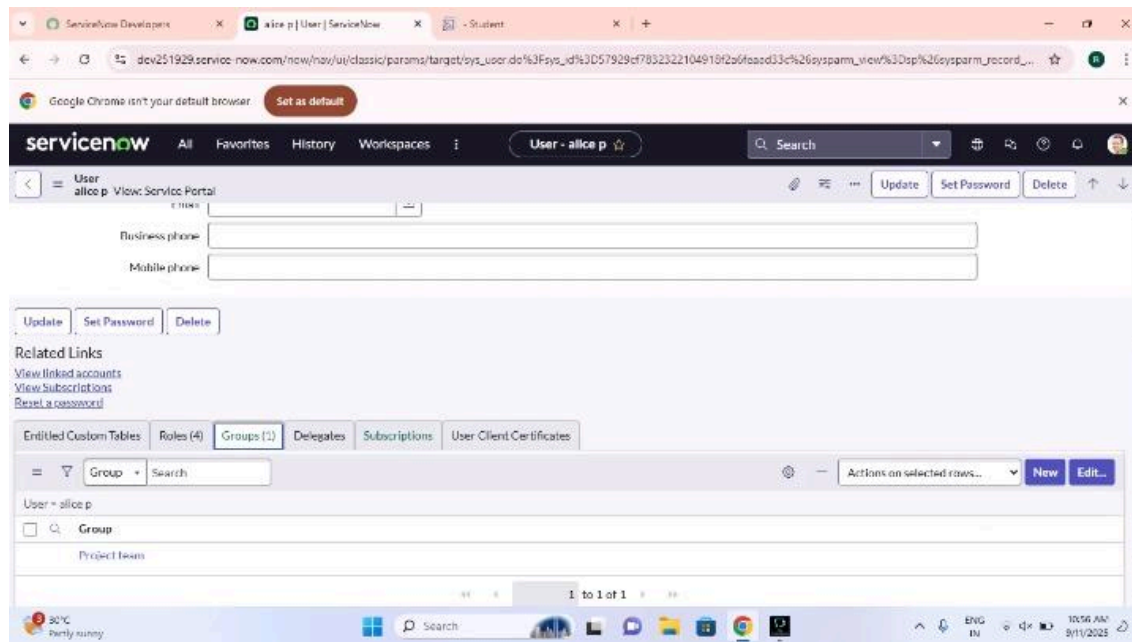 ServiceNow Developers
alice p | User | ServiceNow
- Student
dev251929.service-now.com/now/nav/ui/classic/params/target/sys_user.do%3Fsys_id%3D57929cf7832322104918f2a6feaad33c%26sysparm_view%3Dsp%26sysparm_record_...
Google Chrome isn't your default browser Set as default
servicenow All Favorites History Workspaces User - alice p Search
User
alice p View: Service Portal
Update Set Password Delete
Email
Business phone
Mobile phone
Update Set Password Delete
Related Links
View linked accounts
View Subscriptions
Reset a password
Entitled Custom Tables Roles (4) Groups (1) Delegates Subscriptions User Client Certificates
Group Search Actions on selected rows... New Edit...
User = alice p
Group
Project team
1 to 1 of 1
3
30°C
Partly sunny
Search
ENG
IN
10:56 AM
9/11/2025